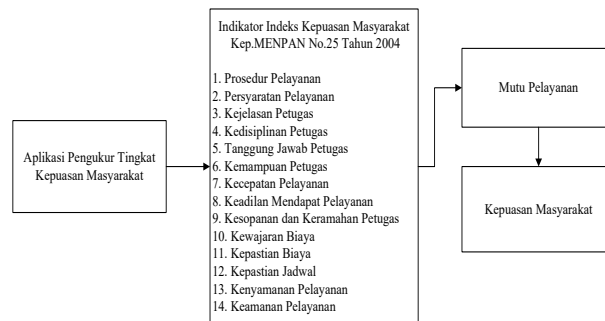 Aplikasi Pengukur Tingkat
Kepuasan Masyarakat
Indikator Indeks Kepuasan Masyarakat
Kep.MENPAN No.25 Tahun 2004
1. Prosedur Pelayanan
2. Persyaratan Pelayanan
3. Kejelasan Petugas
4. Kedisiplinan Petugas
5. Tanggung Jawab Petugas
6. Kemampuan Petugas
7. Kecepatan Pelayanan
8. Keadilan Mendapat Pelayanan
9. Kesopanan dan Keramahan Petugas
10. Kewajaran Biaya
11. Kepastian Biaya
12. Kepastian Jadwal
13. Kenyamanan Pelayanan
14. Keamanan Pelayanan
Mutu Pelayanan
Kepuasan Masyarakat